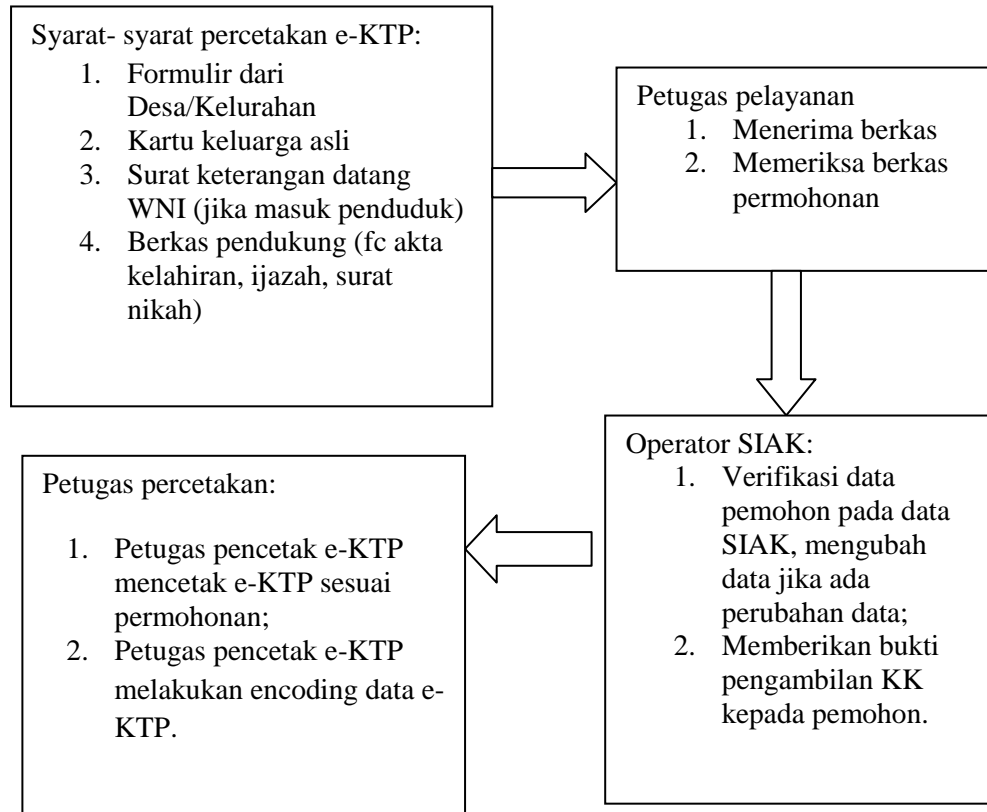 Syarat- syarat percetakan e-KTP:
1. Formulir dari
Desa/Kelurahan
2. Kartu keluarga asli
3. Surat keterangan datang
WNI (jika masuk penduduk)
4. Berkas pendukung (fc akta
kelahiran, ijazah, surat
nikah)
Petugas pelayanan
1. Menerima berkas
2. Memeriksa berkas
permohonan
Operator SIAK:
1. Verifikasi data
pemohon pada data
SIAK, mengubah
data jika ada
perubahan data;
2. Memberikan bukti
pengambilan KK
kepada pemohon.
Petugas percetakan:
1. Petugas pencetak e-KTP
mencetak e-KTP sesuai
permohonan;
2. Petugas pencetak e-KTP
melakukan encoding data e-
KTP.